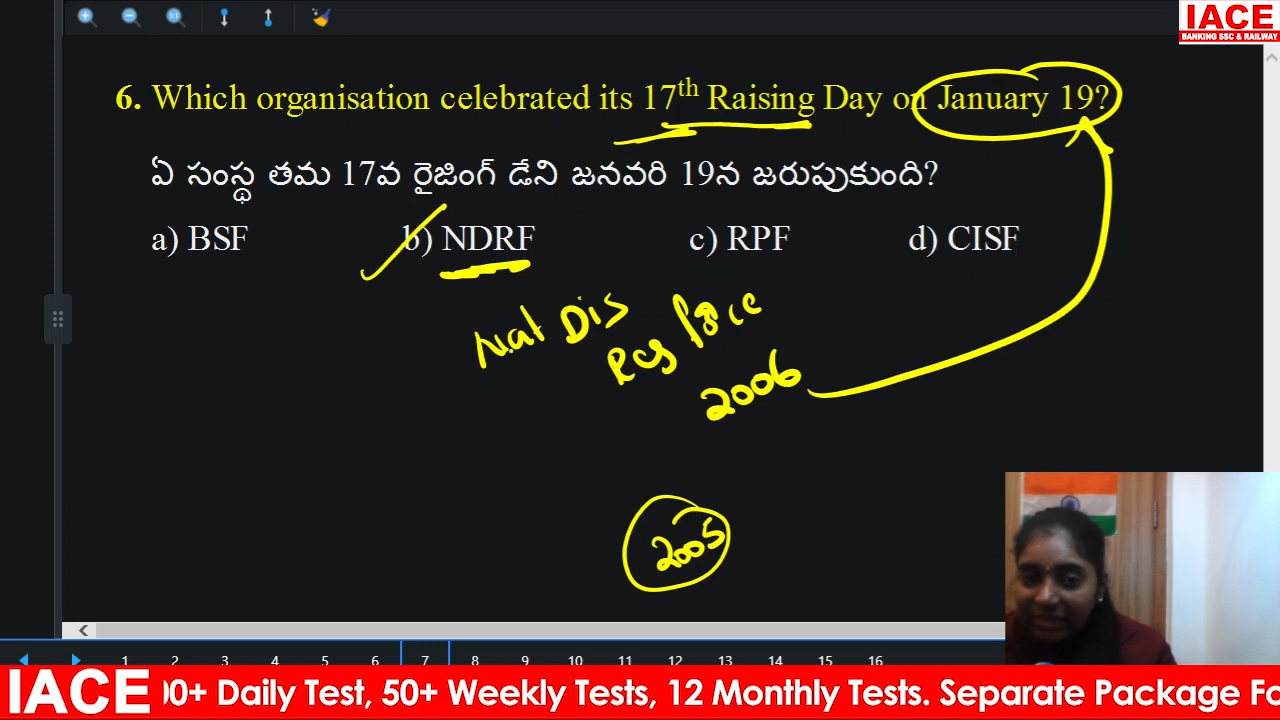 IACE
BANKING SSC & RAILWAY
6. Which organisation celebrated its 17th Raising Day on January 19?
ఏ సంస్థ తమ 17వ రైజింగ్ డేని జనవరి 19న జరుపుకుంది?
a) BSF b) NDRF c) RPF d) CISF
Nat Dis
Res force
2006
2005
1 2 3 4 5 6 7 8 9 10 11 12 13 14 15 16
IACE 00+ Daily Test, 50+ Weekly Tests, 12 Monthly Tests. Separate Package Fo